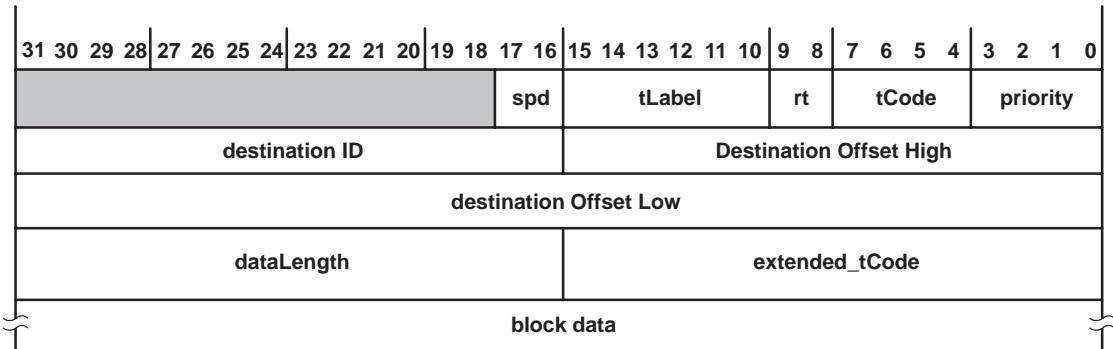 31 30 29 28 27 26 25 24 23 22 21 20 19 18 17 16 15 14 13 12 11 10 9 8 7 6 5 4 3 2 1 0
spd tLabel rt tCode priority
destination ID Destination Offset High
destination Offset Low
dataLength extended_tCode
block data